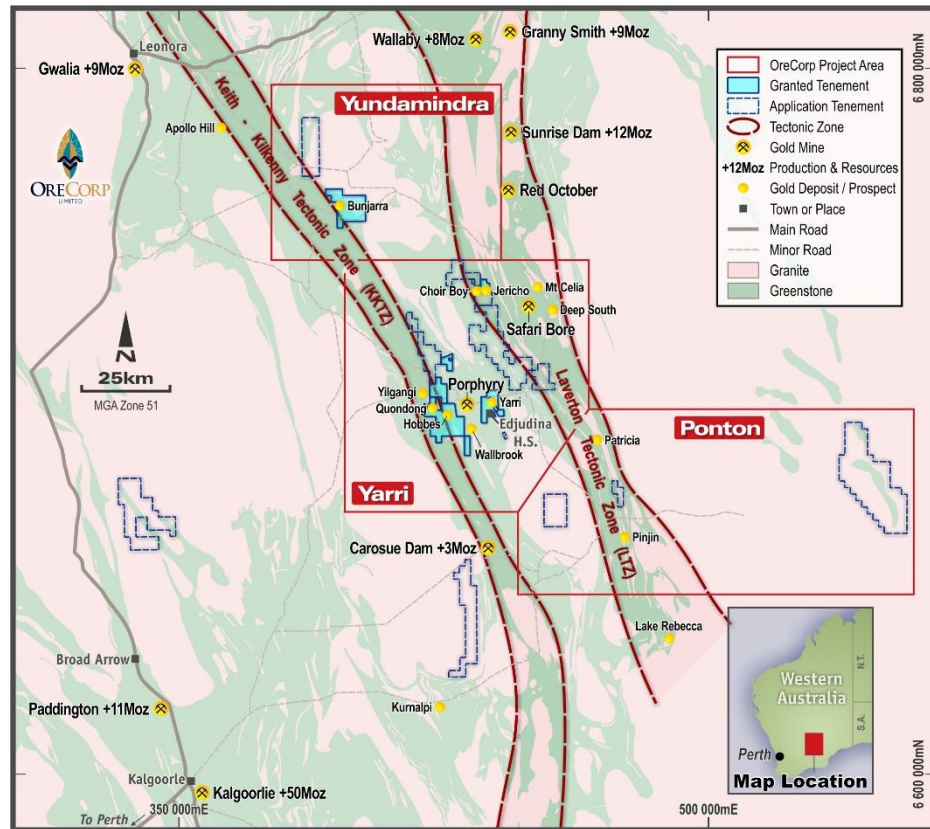 Wallaby +8Moz
Granny Smith +9Moz
Leonora
Gwalia +9Moz
Keith - Kilkenny Tectonic Zone (KKTZ)
Yundamindra
Apollo Hill
Sunrise Dam +12Moz
Red October
Bunjarra
ORECORP
LIMITED
OreCorp Project Area
Granted Tenement
Application Tenement
Tectonic Zone
Gold Mine
+12Moz Production & Resources
Gold Deposit / Prospect
Town or Place
Main Road
Minor Road
Granite
Greenstone
6 800 000mN
Choir Boy
Jericho
Mt Celia
Deep South
Safari Bore
N
25km
MGA Zone 51
Yilgangi
Porphyry
Yarri
Quondong
Hobbes
Edjudina
H.S.
Wallbrook
Laverton Tectonic Zone (LTZ)
Patricia
Ponton
Yarri
Carosue Dam +3Moz
Pinjin
Lake Rebecca
Broad Arrow
Paddington +11Moz
Kurnalpi
Kalgoorle
Kalgoorlie +50Moz
To Perth
350 000mE
500 000mE
6 600 000mN
Western
Australia
N.T.
S.A.
Perth
Map Location